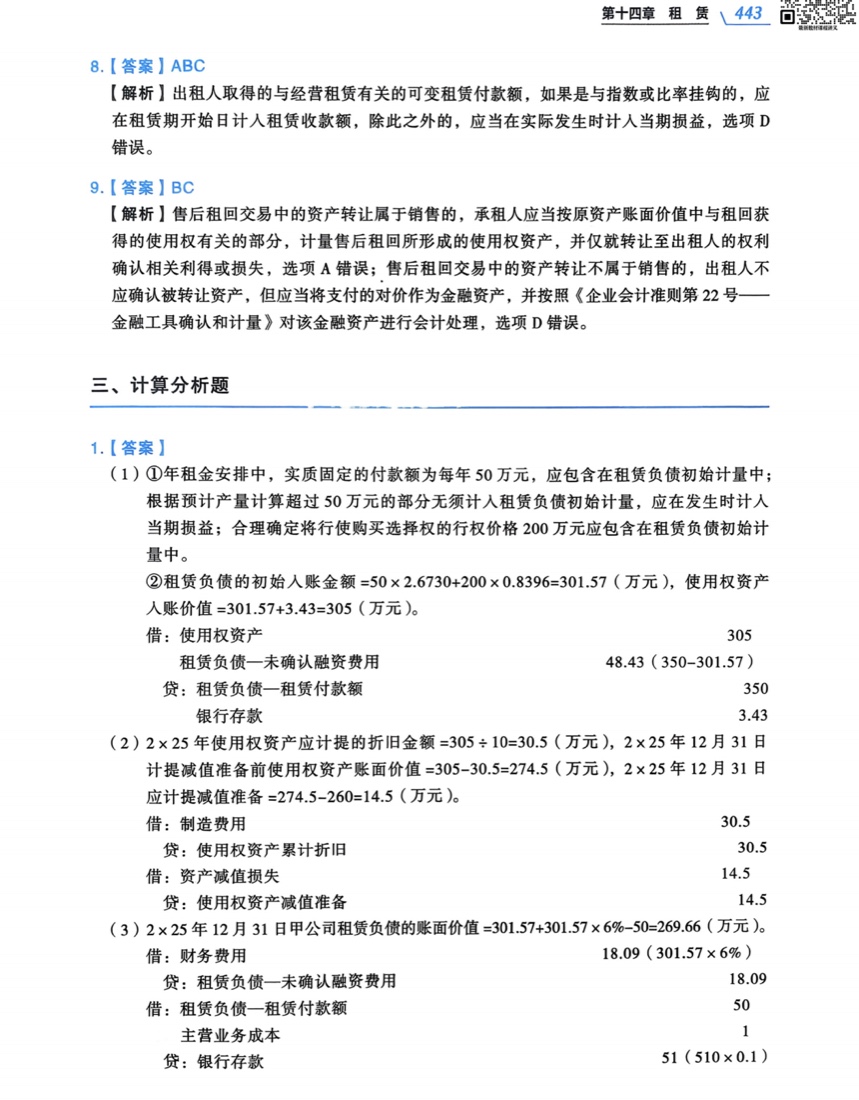 第十四章 租 赁 443
8.【答案】ABC
【解析】出租人取得的与经营租赁有关的可变租赁付款额，如果是与指数或比率挂钩的，应
在租赁期开始日计入租赁收款额，除此之外的，应当在实际发生时计入当期损益，选项 D
错误。
9.【答案】BC
【解析】售后租回交易中的资产转让属于销售的，承租人应当按原资产账面价值中与租回获
得的使用权有关的部分，计量售后租回所形成的使用权资产，并仅就转让至出租人的权利
确认相关利得或损失，选项 A 错误；售后租回交易中的资产转让不属于销售的，出租人不
应确认被转让资产，但应当将支付的对价作为金融资产，并按照《企业会计准则第 22 号——
金融工具确认和计量》对该金融资产进行会计处理，选项 D 错误。
三、计算分析题
1.【答案】
（1）①年租金安排中，实质固定的付款额为每年 50 万元，应包含在租赁负债初始计量中；
根据预计产量计算超过 50 万元的部分无须计入租赁负债初始计量，应在发生时计入
当期损益；合理确定将行使购买选择权的行权价格 200 万元应包含在租赁负债初始计
量中。
②租赁负债的初始入账金额 =50×2.6730+200×0.8396=301.57（万元），使用权资产
入账价值 =301.57+3.43=305（万元）。
借：使用权资产 305
租赁负债—未确认融资费用 48.43（350-301.57）
贷：租赁负债—租赁付款额 350
银行存款 3.43
（2）2×25 年使用权资产应计提的折旧金额 =305÷10=30.5（万元），2×25 年 12 月 31 日
计提减值准备前使用权资产账面价值 =305-30.5=274.5（万元），2×25 年 12 月 31 日
应计提减值准备 =274.5-260=14.5（万元）。
借：制造费用 30.5
贷：使用权资产累计折旧 30.5
借：资产减值损失 14.5
贷：使用权资产减值准备 14.5
（3）2×25 年 12 月 31 日甲公司租赁负债的账面价值 =301.57+301.57×6%-50=269.66（万元）。
借：财务费用 18.09（301.57×6%）
贷：租赁负债—未确认融资费用 18.09
借：租赁负债—租赁付款额 50
主营业务成本 1
贷：银行存款 51（510×0.1）